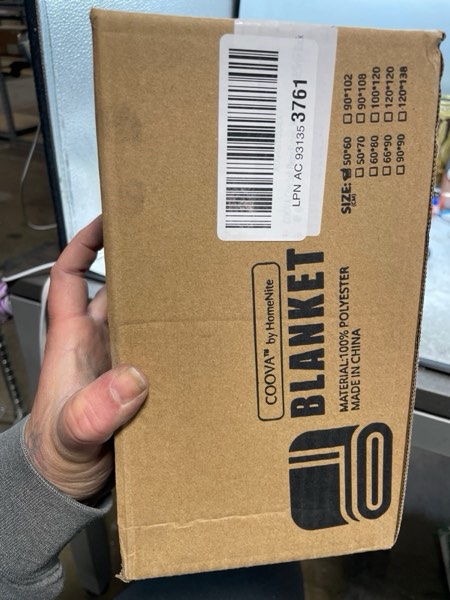 LPN AC 93135 3761
COOVA™ by HomeNite
BLANKET
MATERIAL:100% POLYESTER
MADE IN CHINA
SIZE:
50*60
90*102
50*70
90*108
60*80
100*120
66*90
120*120
90*90
120*138